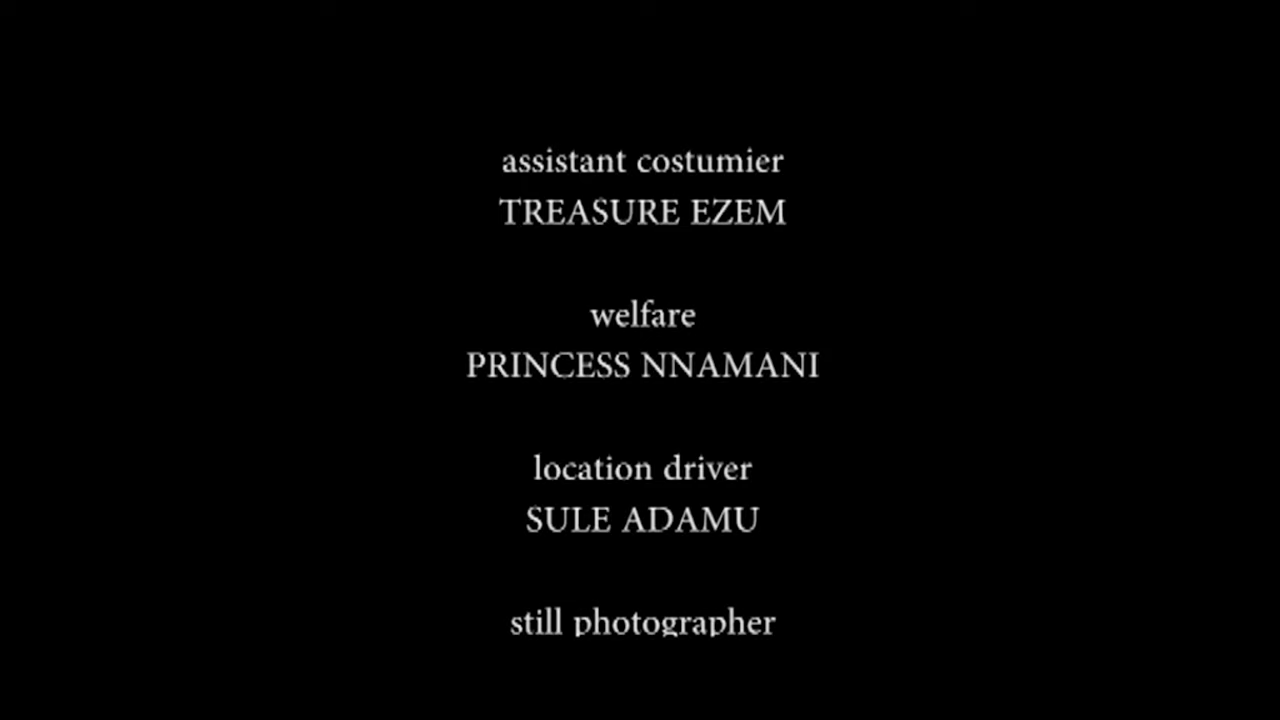 assistant costumier
TREASURE EZEM
welfare
PRINCESS NNAMANI
location driver
SULE ADAMU
still photographer